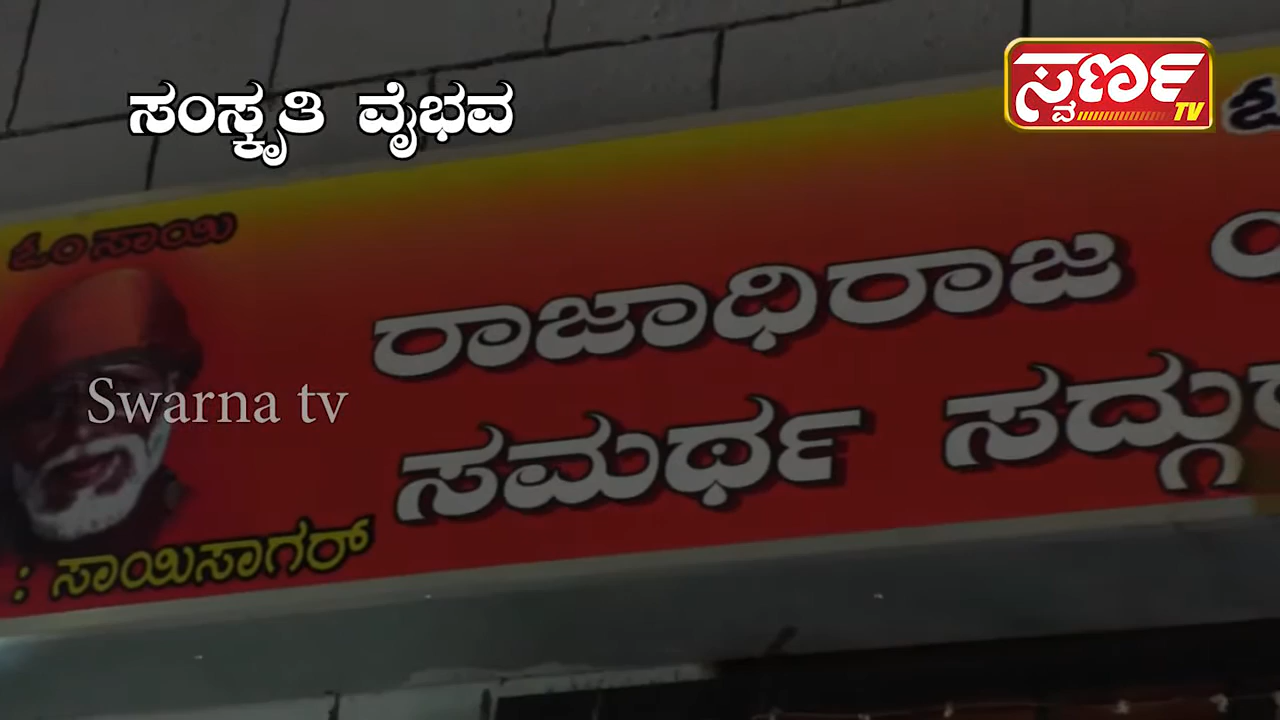 ಸಂಸ್ಕೃತಿ ವೈಭವ
ಸ್ವರ್ಣ TV
ಓಂ ಸಾಯಿ
ರಾಜಾಧಿರಾಜ
ಸಮರ್ಥ
Swarna tv
: ಸಾಯಿಸಾಗರ್